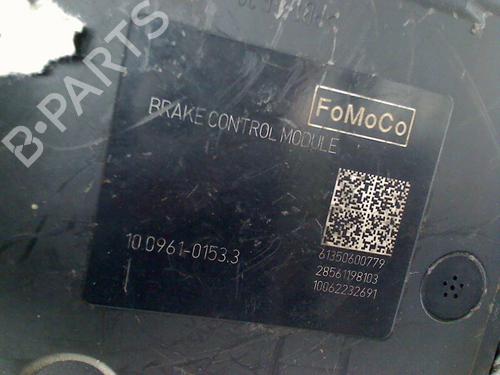 B-PARTS
FoMoCo
BRAKE CONTROL MODULE
10.0961-0153.3
61350600779
28561198103
10062232691